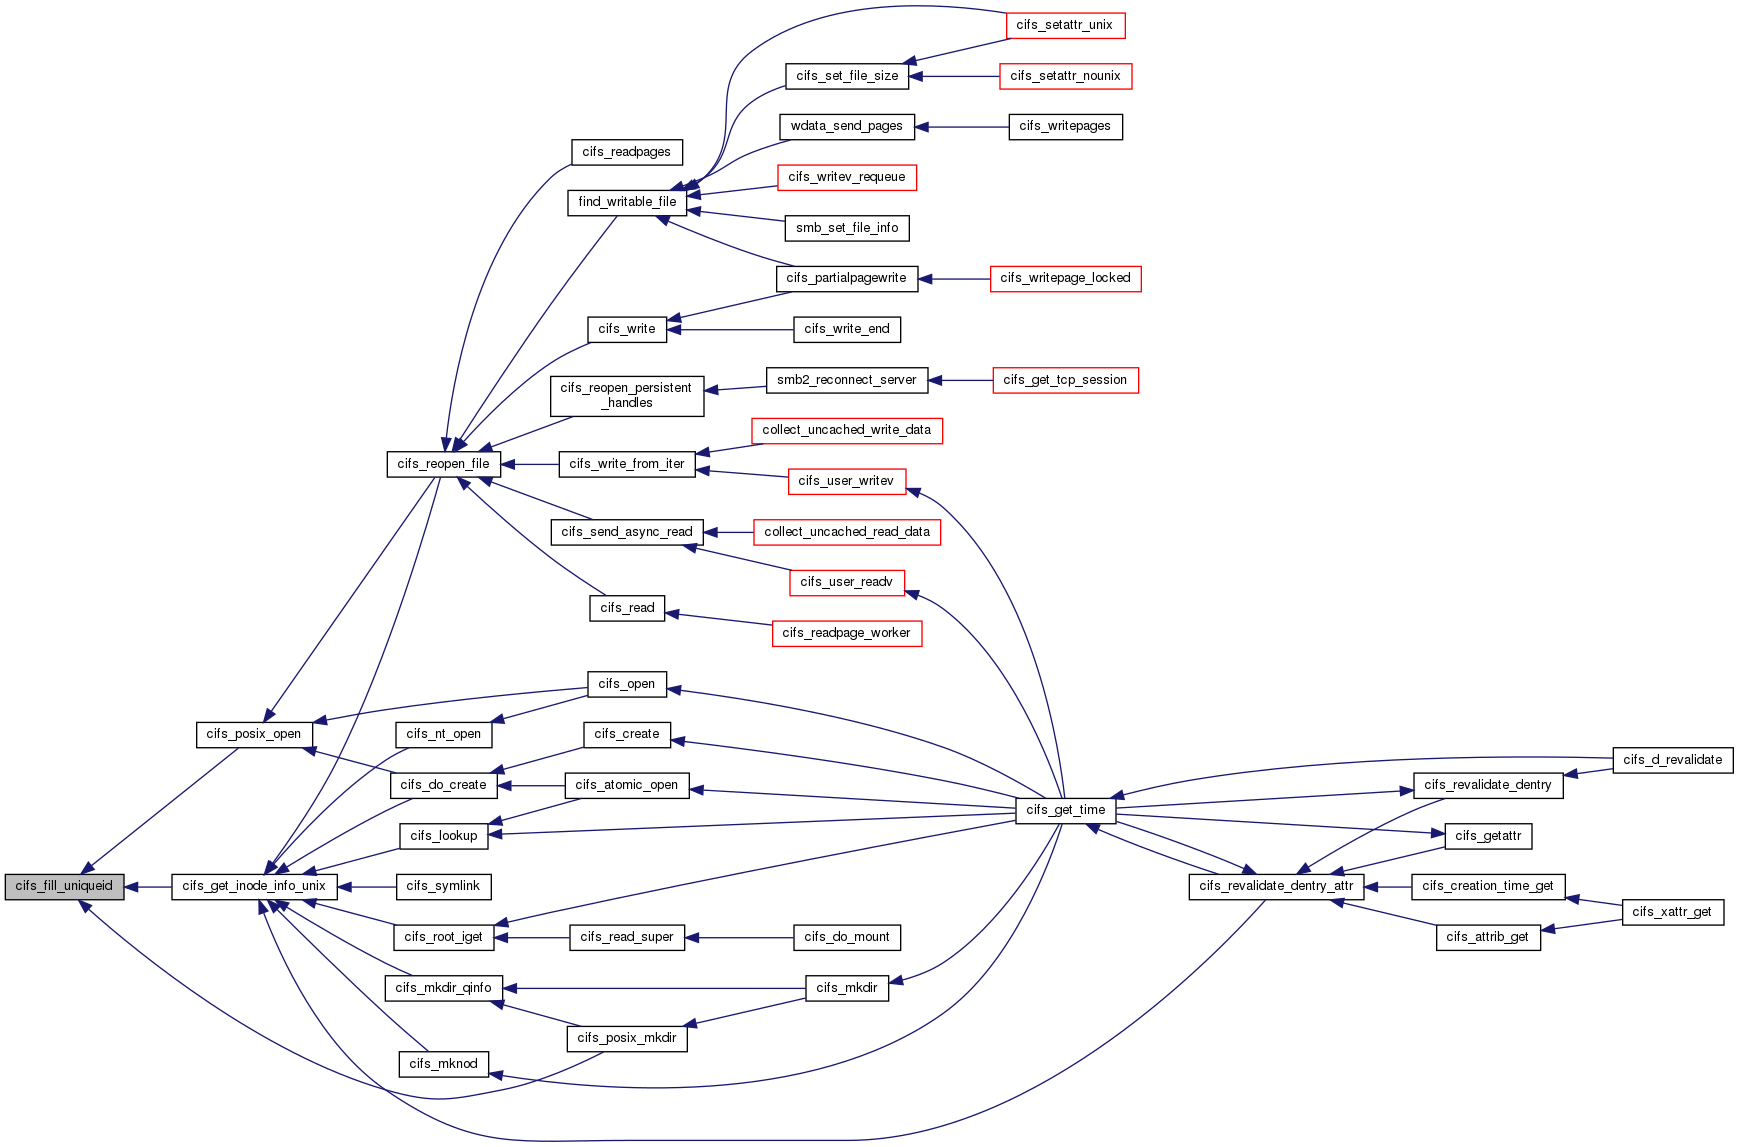 cifs_setattr_unix
cifs_set_file_size
cifs_setattr_nounix
wdata_send_pages
cifs_writepages
cifs_readpages
cifs_writev_requeue
find_writable_file
smb_set_file_info
cifs_partialpagewrite
cifs_writepage_locked
cifs_write
cifs_write_end
cifs_reopen_persistent
_handles
smb2_reconnect_server
cifs_get_tcp_session
collect_uncached_write_data
cifs_reopen_file
cifs_write_from_iter
cifs_user_writev
cifs_send_async_read
collect_uncached_read_data
cifs_user_readv
cifs_read
cifs_readpage_worker
cifs_open
cifs_posix_open
cifs_nt_open
cifs_create
cifs_d_revalidate
cifs_do_create
cifs_atomic_open
cifs_revalidate_dentry
cifs_get_time
cifs_lookup
cifs_getattr
cifs_fill_uniqueid
cifs_get_inode_info_unix
cifs_symlink
cifs_revalidate_dentry_attr
cifs_creation_time_get
cifs_xattr_get
cifs_root_iget
cifs_read_super
cifs_do_mount
cifs_attrib_get
cifs_mkdir_qinfo
cifs_mkdir
cifs_posix_mkdir
cifs_mknod